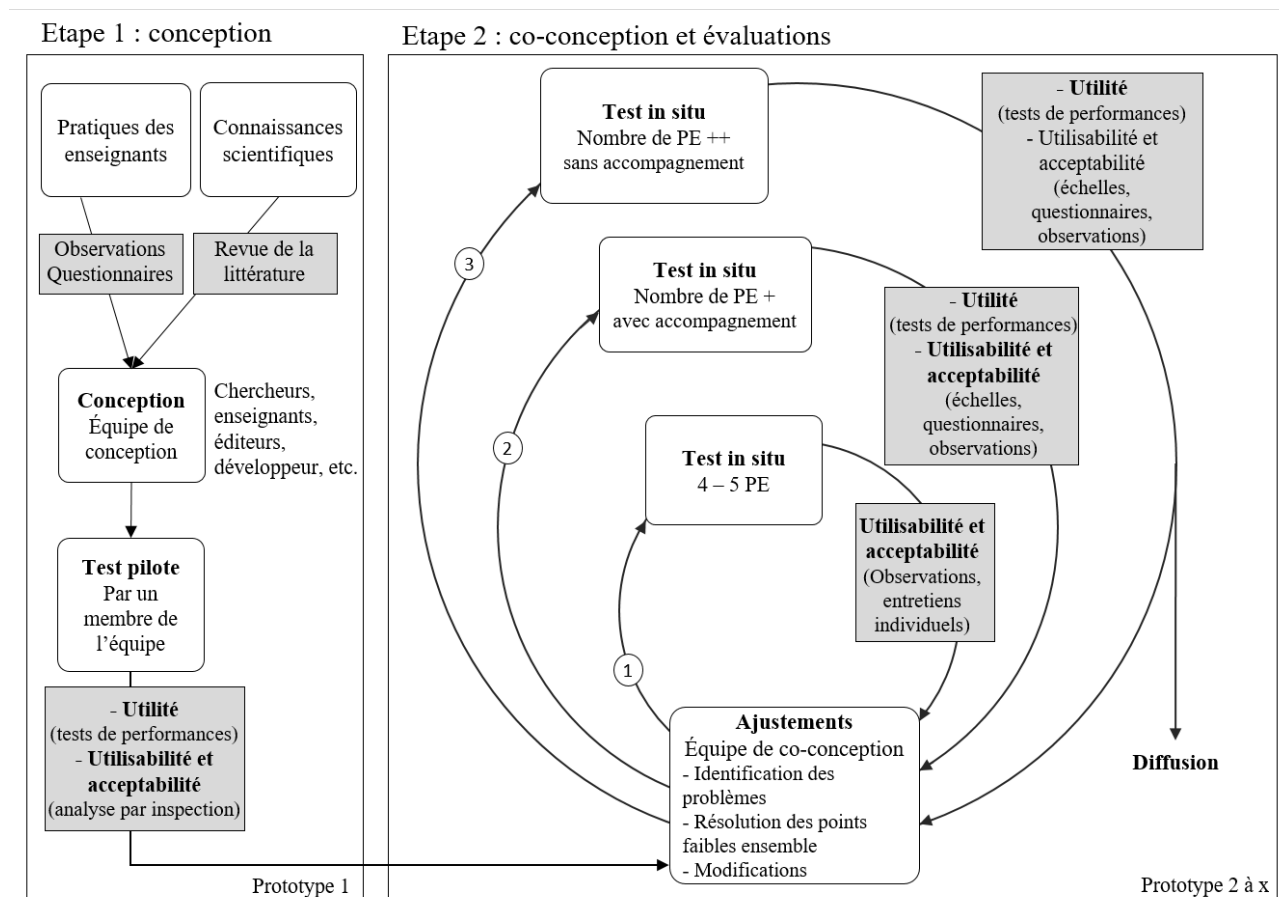 Etape 1 : conception
Pratiques des
enseignants
Connaissances
scientifiques
Observations
Questionnaires
Revue de la
littérature
Conception
Équipe de
conception
Chercheurs,
enseignants,
éditeurs,
développeur, etc.
Test pilote
Par un
membre de
l’équipe
- Utilité
(tests de performances)
- Utilisabilité et
acceptabilité
(analyse par inspection)
Prototype 1
Etape 2 : co-conception et évaluations
Test in situ
Nombre de PE ++
sans accompagnement
- Utilité
(tests de performances)
- Utilisabilité et
acceptabilité
(échelles,
questionnaires,
observations)
3
Test in situ
Nombre de PE +
avec accompagnement
- Utilité
(tests de performances)
- Utilisabilité et
acceptabilité
(échelles,
questionnaires,
observations)
2
Test in situ
4 – 5 PE
Utilisabilité et
acceptabilité
(Observations,
entretiens
individuels)
1
Ajustements
Équipe de co-conception
- Identification des
problèmes
- Résolution des points
faibles ensemble
- Modifications
Diffusion
Prototype 2 à x